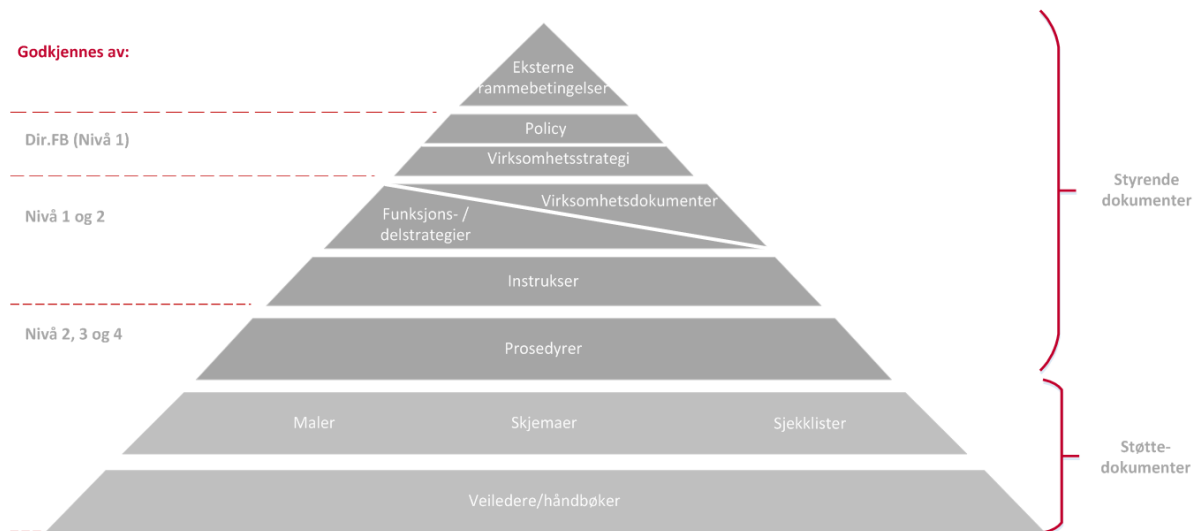 Godkjennes av:
Eksterne
rammebetingelser
Dir.FB (Nivå 1)
Policy
Virksomhetsstrategi
Nivå 1 og 2
Virksomhetsdokumenter
Funksjons- /
delstrategier
Instrukser
Nivå 2, 3 og 4
Prosedyrer
Maler
Skjemaer
Sjekklister
Veiledere/håndbøker
Styrende
dokumenter
Støtte-
dokumenter